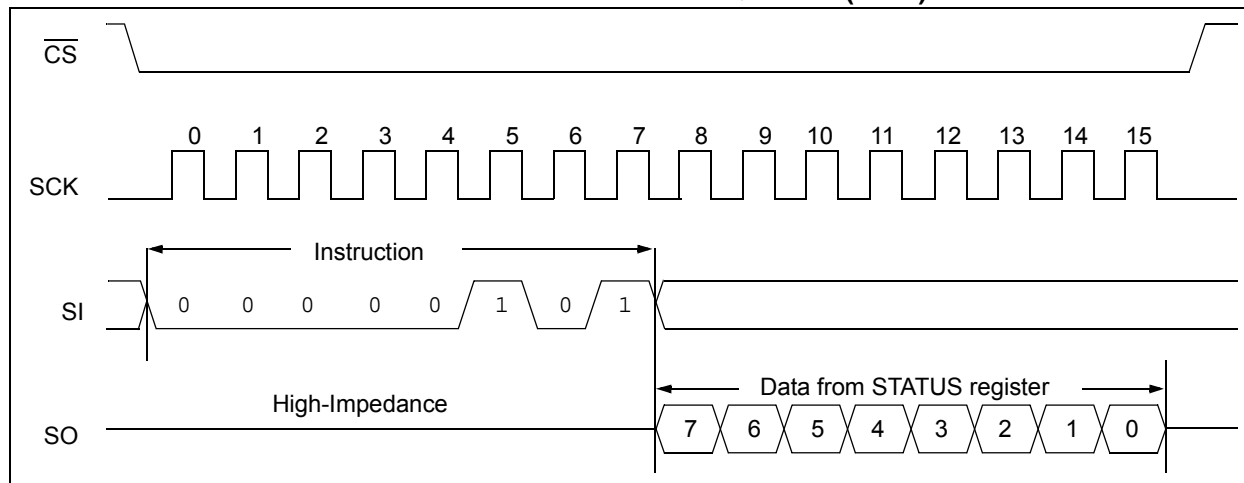 CS
0 1 2 3 4 5 6 7 8 9 10 11 12 13 14 15
SCK
Instruction
SI 0 0 0 0 0 1 0 1
Data from STATUS register
High-Impedance
SO 7 6 5 4 3 2 1 0